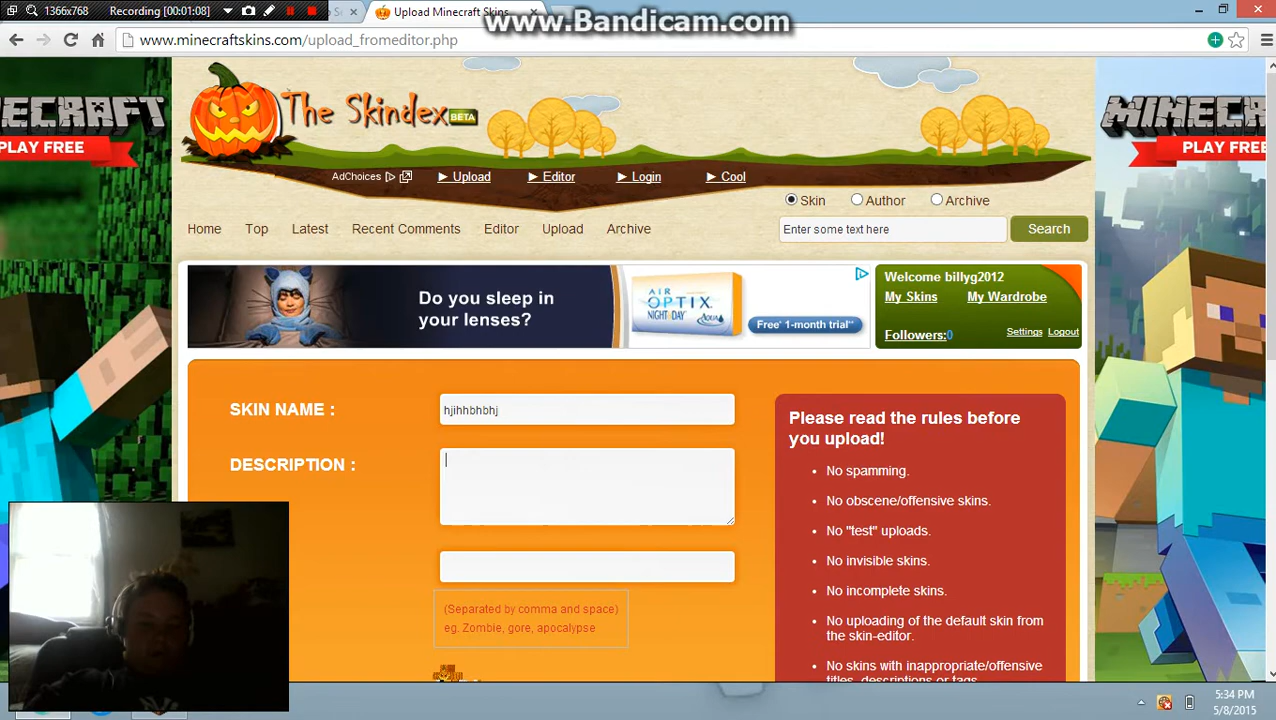 1366x768 Recording [00:01:08]
Upload Minecraft Skins
www.Bandicam.com
www.minecraftskins.com/upload_fromeditor.php
The Skindex BETA
PLAY FREE
MINECRAFT
PLAY FREE
AdChoices
► Upload ► Editor ► Login ► Cool
Skin Author Archive
Home Top Latest Recent Comments Editor Upload Archive
Enter some text here Search
Do you sleep in
your lenses?
AIR
OPTIX
NIGHT & DAY AQUA
Free* 1-month trial**
Welcome billyg2012
My Skins My Wardrobe
Followers:0 Settings Logout
SKIN NAME : hjihhbhbhj
DESCRIPTION :
(Separated by comma and space)
eg. Zombie, gore, apocalypse
Please read the rules before
you upload!
No spamming.
No obscene/offensive skins.
No "test" uploads.
No invisible skins.
No incomplete skins.
No uploading of the default skin from
the skin-editor.
No skins with inappropriate/offensive
titles, descriptions or tags.
5:34 PM
5/8/2015